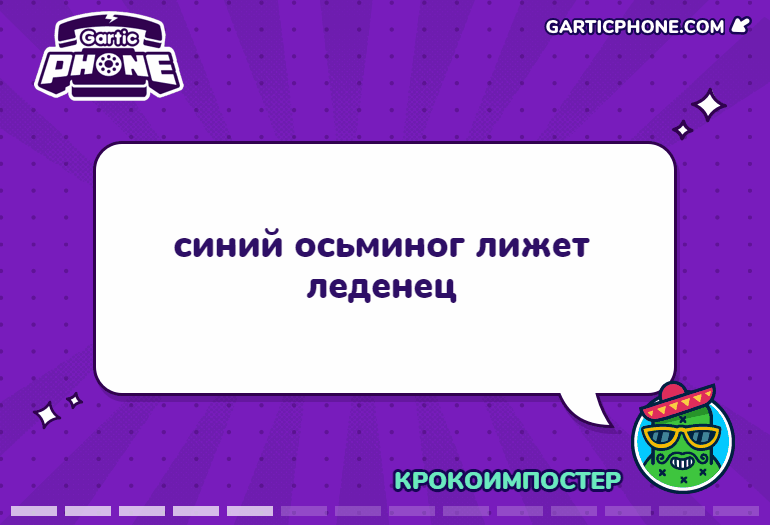 Gartic
PHONE
GARTICPHONE.COM
синий осьминог лижет
леденец
КРОКОИМПОСТЕР